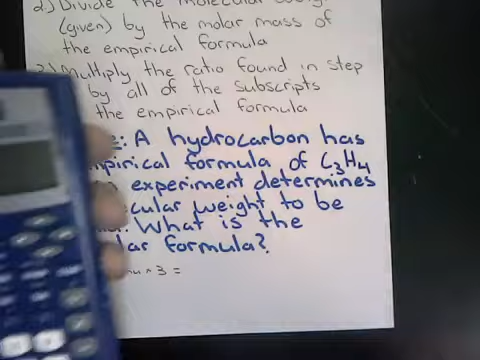 2.) Divide the molecular
(given) by the molar mass of
the empirical formula
Multiply the ratio found in step
by all of the subscripts
the empirical formula
: A hydrocarbon has
formula of C₃H₄
experiment determines
weight to be
What is the
formula?
× 3 =